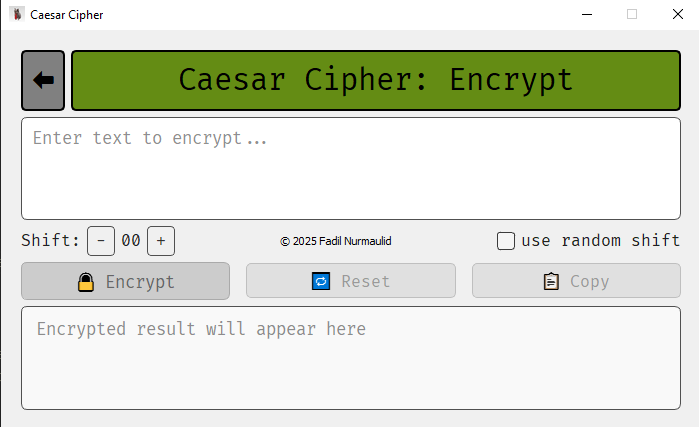 Caesar Cipher
Caesar Cipher: Encrypt
Enter text to encrypt...
Shift: - 00 + © 2025 Fadil Nurmaulid use random shift
Encrypt Reset Copy
Encrypted result will appear here